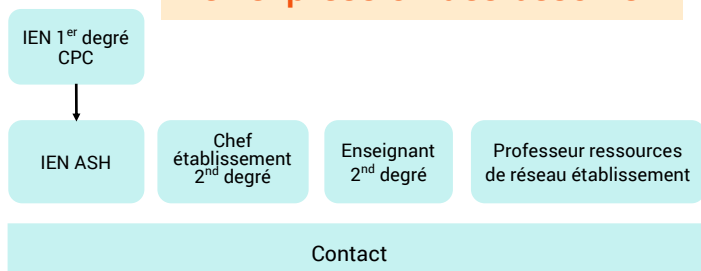 IEN 1er degré
CPC
IEN ASH
Chef
établissement
2nd degré
Enseignant
2nd degré
Professeur ressources
de réseau établissement
Contact